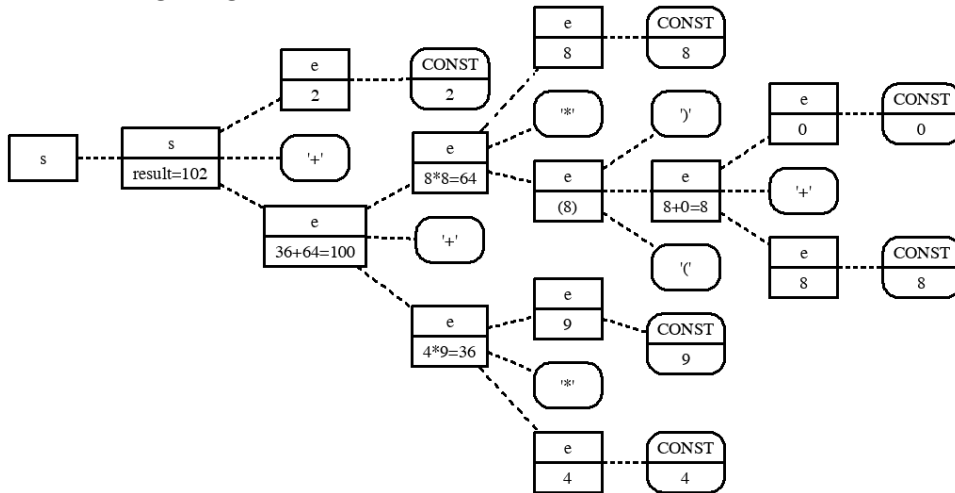 e
8
CONST
8
e
2
CONST
2
'*'
')'
e
0
CONST
0
s
s
result=102
'+'
e
8*8=64
e
(8)
e
8+0=8
'+'
e
36+64=100
'+'
'('
e
8
CONST
8
e
4*9=36
e
9
CONST
9
'*'
e
4
CONST
4